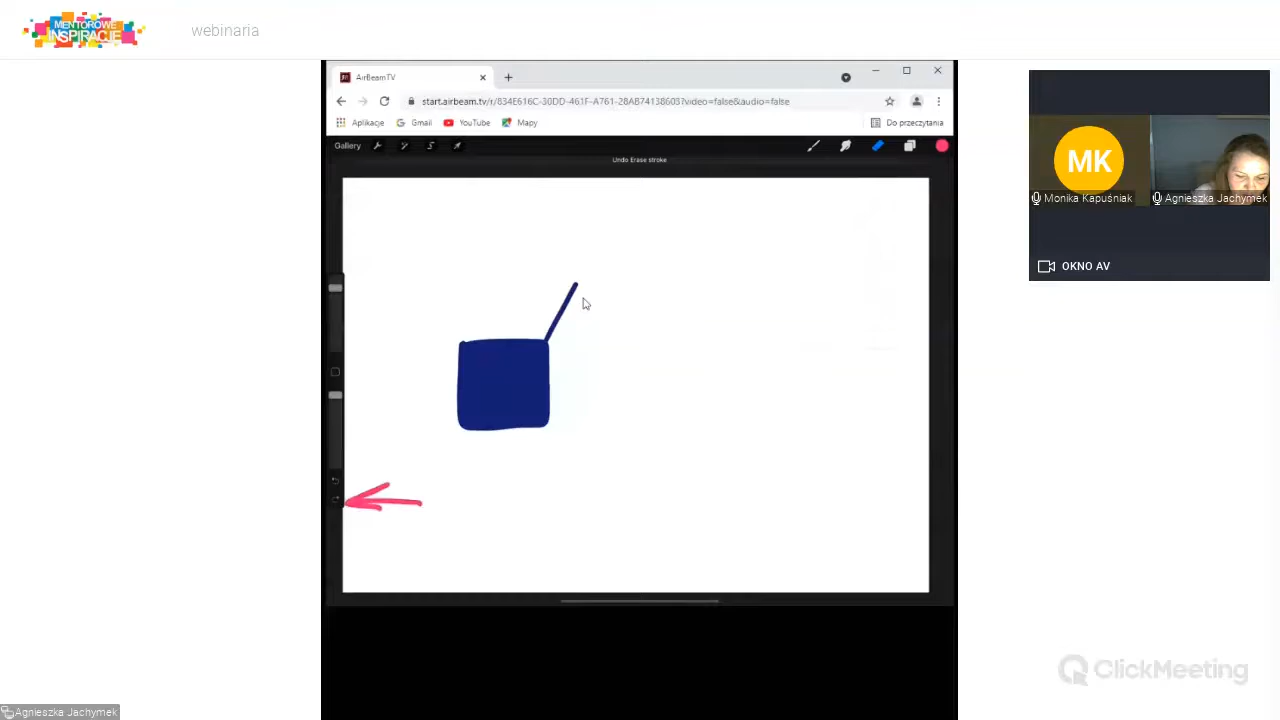 MENTOROWE
INSPIRACJE
webinaria
AirBeamTV
start.airbeam.tv/r/834E616C-30DD-461F-A761-28AB74138603?video=false&audio=false
Aplikacje
Gmail
YouTube
Mapy
Do przeczytania
Gallery
Undo Erase stroke
MK
Monika Kapuśniak
Agnieszka Jachymek
OKNO AV
ClickMeeting
Agnieszka Jachymek